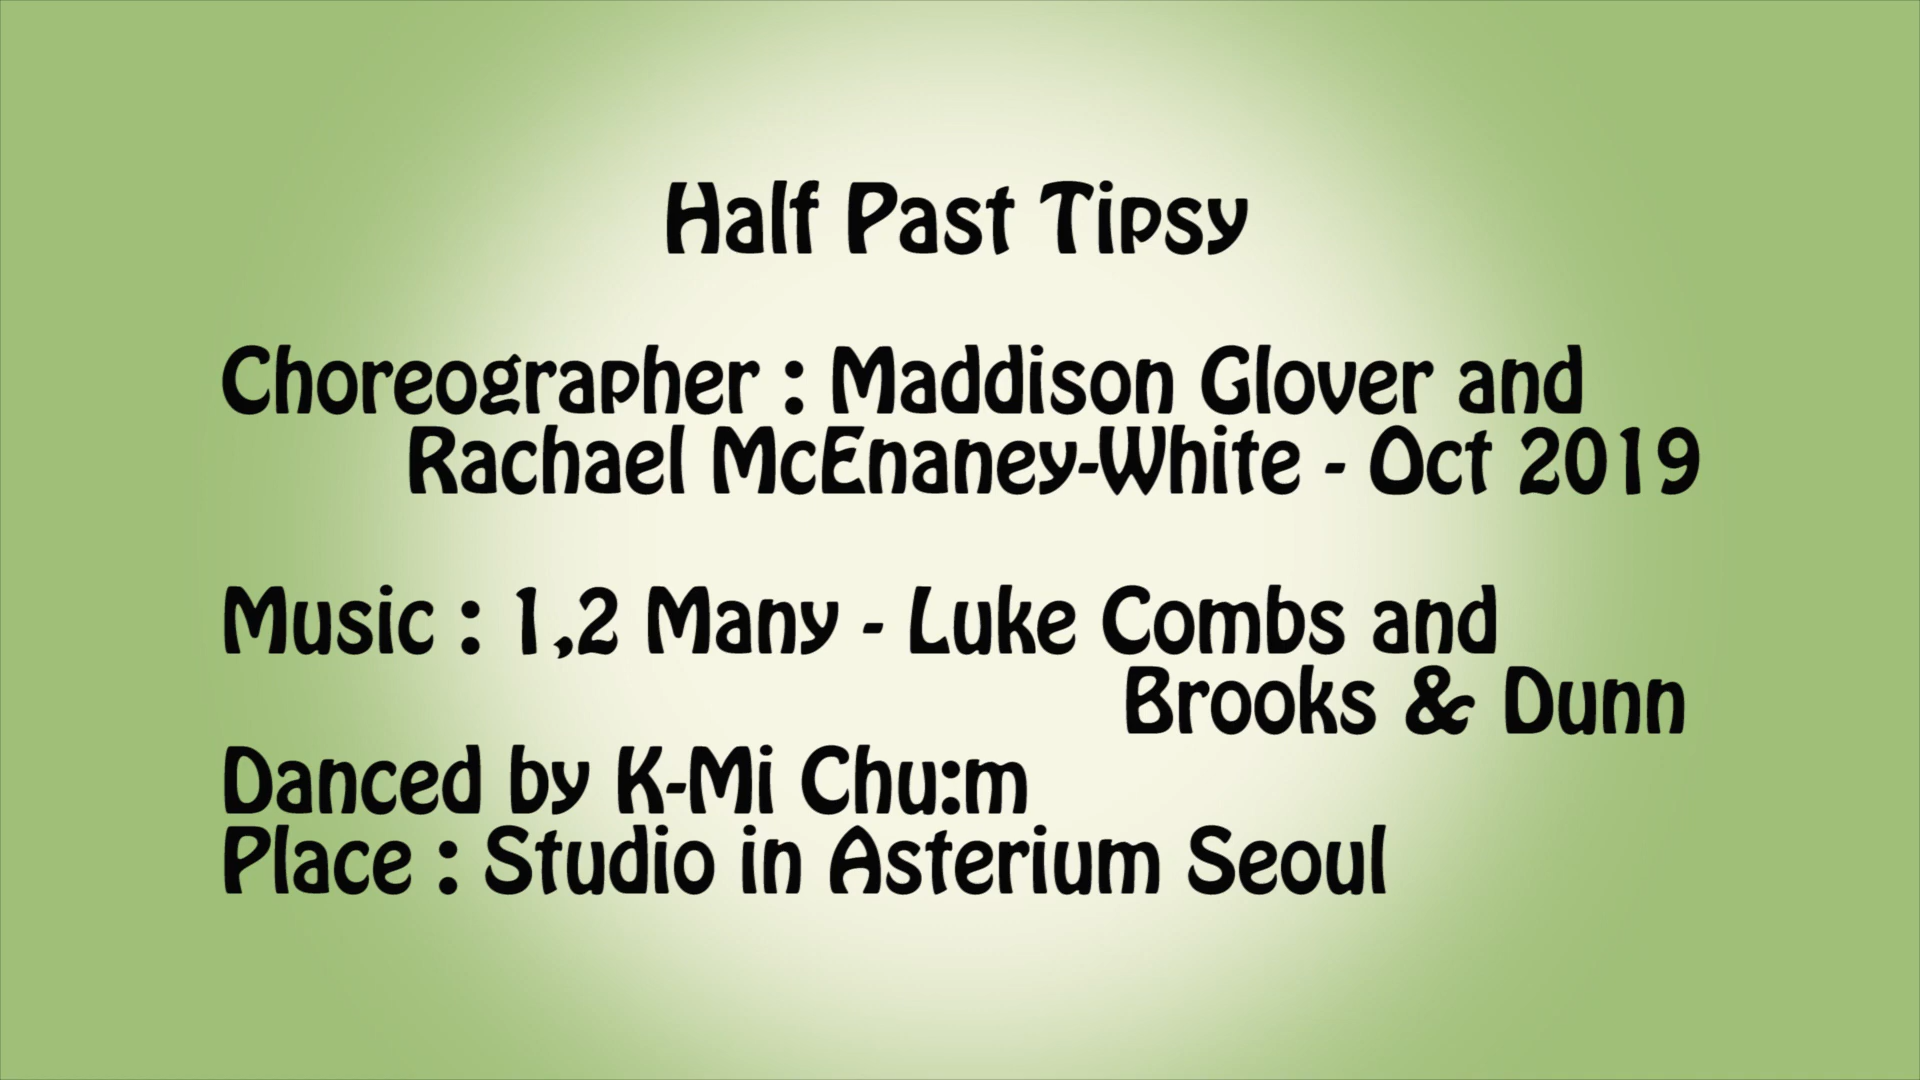 Half Past Tipsy
Choreographer : Maddison Glover and
Rachael McEnaney-White - Oct 2019
Music : 1,2 Many - Luke Combs and
Brooks & Dunn
Danced by K-Mi Chu:m
Place : Studio in Asterium Seoul